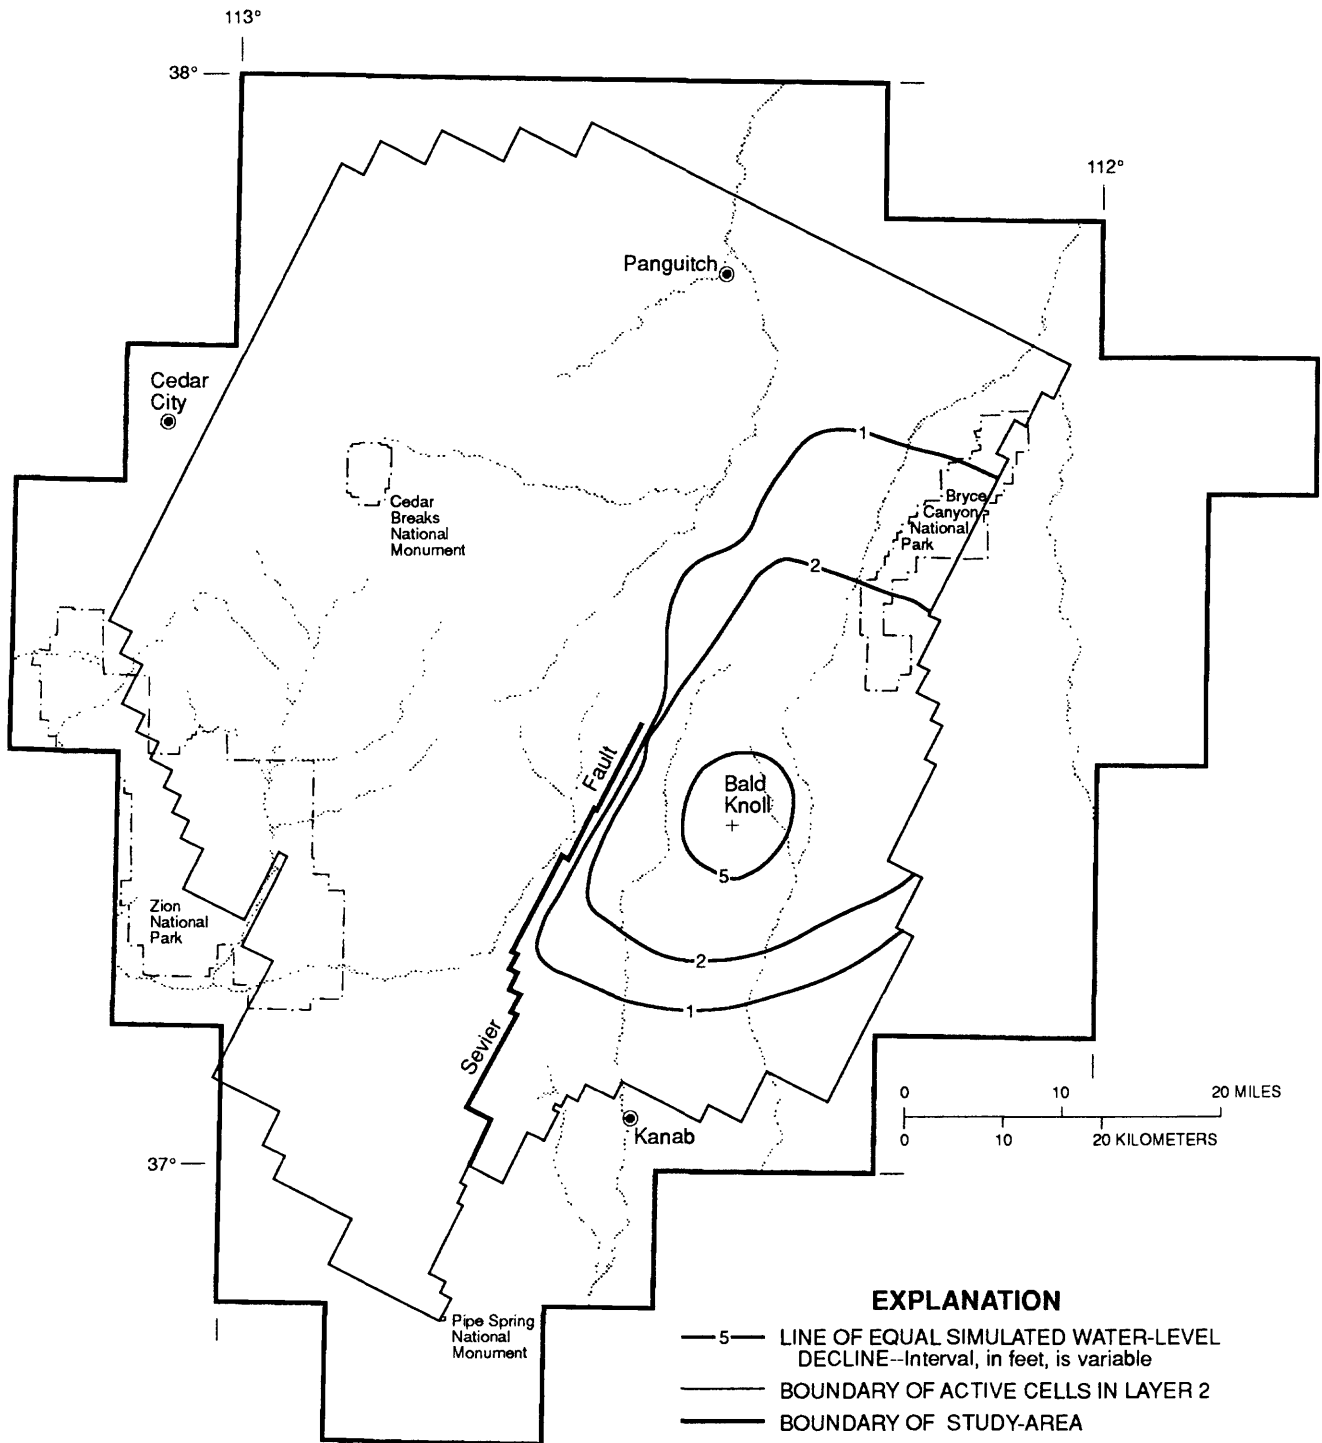 113°
38°
112°
Panguitch
Cedar
City
1
Cedar
Breaks
National
Monument
Bryce
Canyon
National
Park
2
Fault
Bald
Knoll
5
Zion
National
Park
2
1
Sevier
0 10 20 MILES
0 10 20 KILOMETERS
Kanab
37°
Pipe Spring
National
Monument
EXPLANATION
5 LINE OF EQUAL SIMULATED WATER-LEVEL
DECLINE--Interval, in feet, is variable
BOUNDARY OF ACTIVE CELLS IN LAYER 2
BOUNDARY OF STUDY-AREA